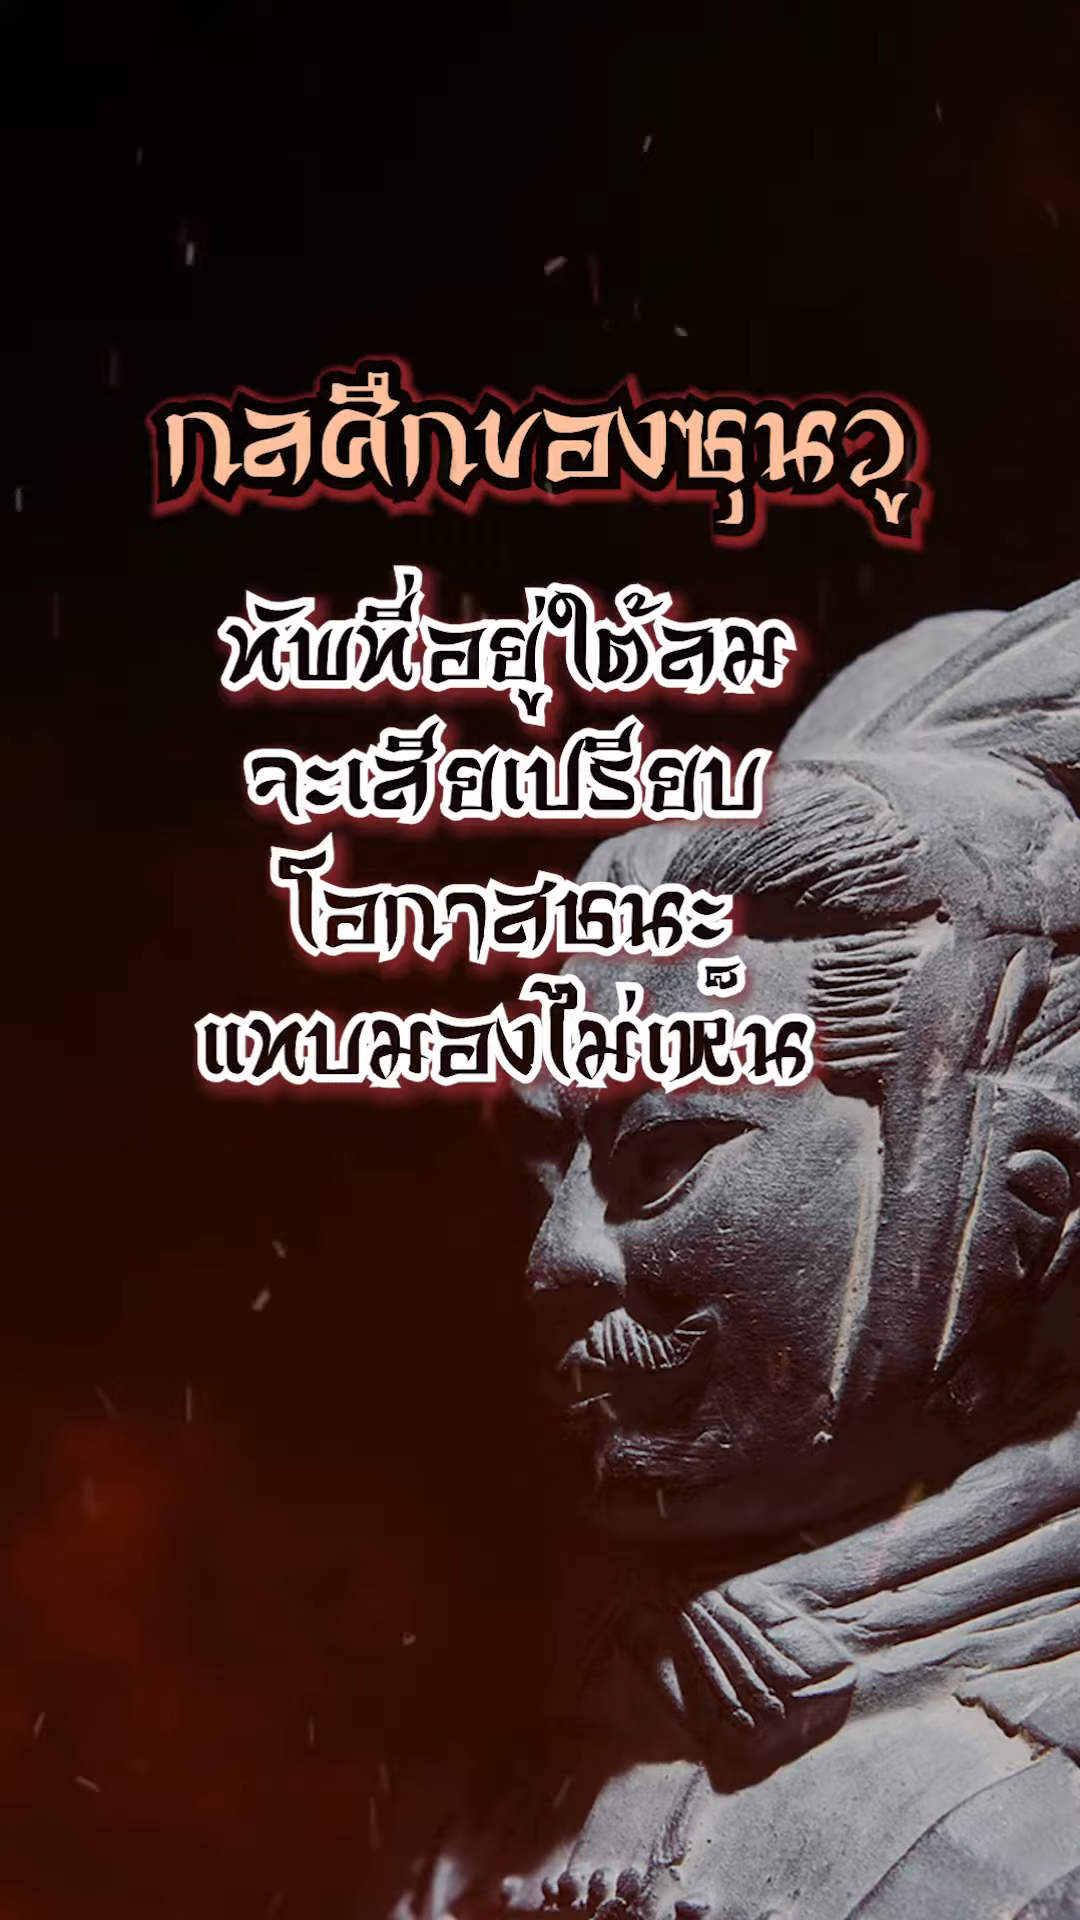 กลศึกของซุนวู
ทัพที่อยู่ใต้ลม
จะเสียเปรียบ
โอกาสชนะ
แทบมองไม่เห็น